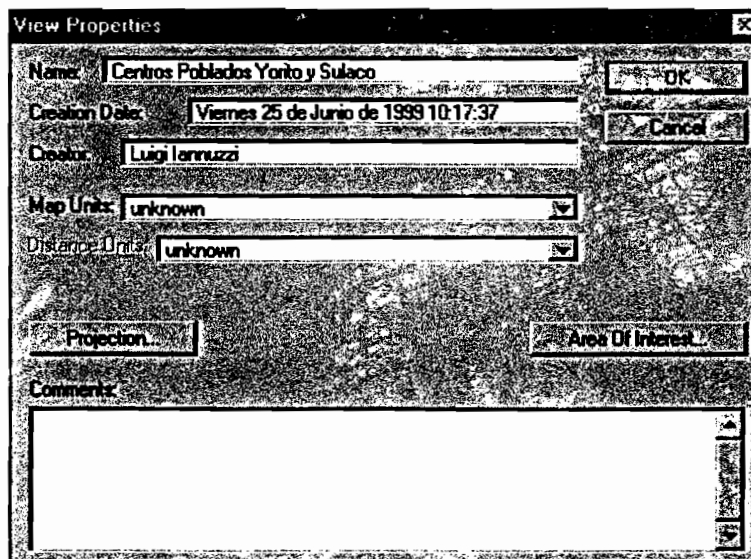 View Properties
Name: Centros Poblados Yorito y Sulaco
OK
Creation Date: Viernes 25 de Junio de 1999 10:17:37
Cancel
Creator: Luigi Iannuzzi
Map Units: unknown
Distance Units: unknown
Projection...
Area Of Interest...
Comments: